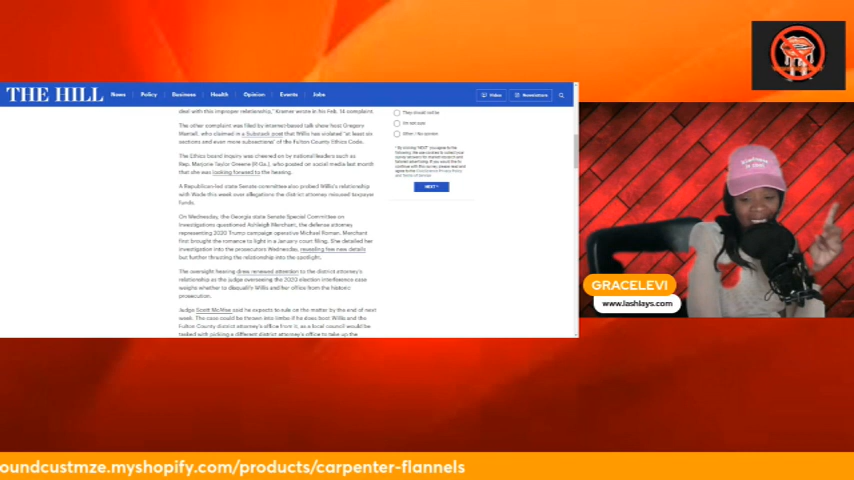 THE HILL
News
Policy
Business
Health
Opinion
Events
Jobs
Video
Newsletters
deal with this improper relationship," Kramer wrote in his Feb. 14 complaint.
The other complaint was filed by internet-based talk show host Gregory
Mantell, who claimed in a Substack post that Willis has violated "at least six
sections and even more subsections" of the Fulton County Ethics Code.
The Ethics board inquiry was cheered on by national leaders such as
Rep. Marjorie Taylor Greene (R-Ga.), who posted on social media last month
that she was looking forward to the hearing.
A Republican-led state Senate committee also probed Willis's relationship
with Wade this week over allegations the district attorney misused taxpayer
funds.
On Wednesday, the Georgia state Senate Special Committee on
Investigations questioned Ashleigh Merchant, the defense attorney
representing 2020 Trump campaign operative Michael Roman. Merchant
first brought the romance to light in a January court filing. She detailed her
investigation into the prosecutors Wednesday, revealing few new details
but further thrusting the relationship into the spotlight.
The oversight hearing drew renewed attention to the district attorney's
relationship as the judge overseeing the 2020 election interference case
weighs whether to disqualify Willis and her office from the historic
prosecution.
Judge Scott McAfee said he expects to rule on the matter by the end of next
week. The case could be thrown into limbo if he does boot Willis and the
Fulton County district attorney's office from it, as a local council would be
tasked with picking a different district attorney's office to take up the
They should not be
I'm not sure
Other / No opinion
NEXT
GRACELEVI
www.lashlays.com
oundcustmze.myshopify.com/products/carpenter-flannels